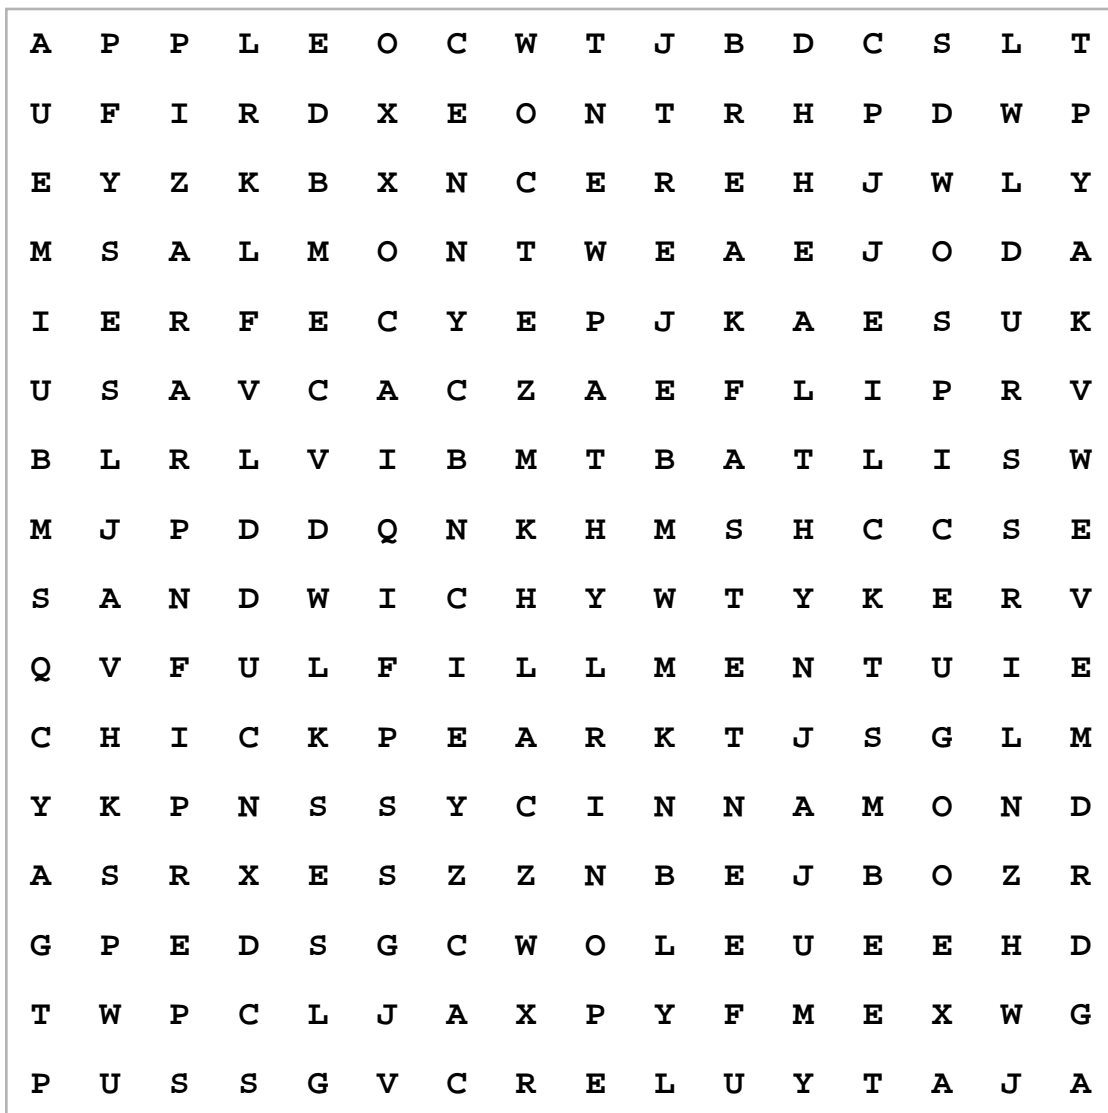 A P P L E O C W T J B D C S L T
U F I R D X E O N T R H P D W P
E Y Z K B X N C E R E H J W L Y
M S A L M O N T W E A E J O D A
I E R F E C Y E P J K A E S U K
U S A V C A C Z A E F L I P R V
B L R L V I B M T B A T L I S W
M J P D D Q N K H M S H C C S E
S A N D W I C H Y W T Y K E R V
Q V F U L F I L L M E N T U I E
C H I C K P E A R K T J S G L M
Y K P N S S Y C I N N A M O N D
A S R X E S Z Z N B E J B O Z R
G P E D S G C W O L E U E E H D
T W P C L J A X P Y F M E X W G
P U S S G V C R E L U Y T A J A